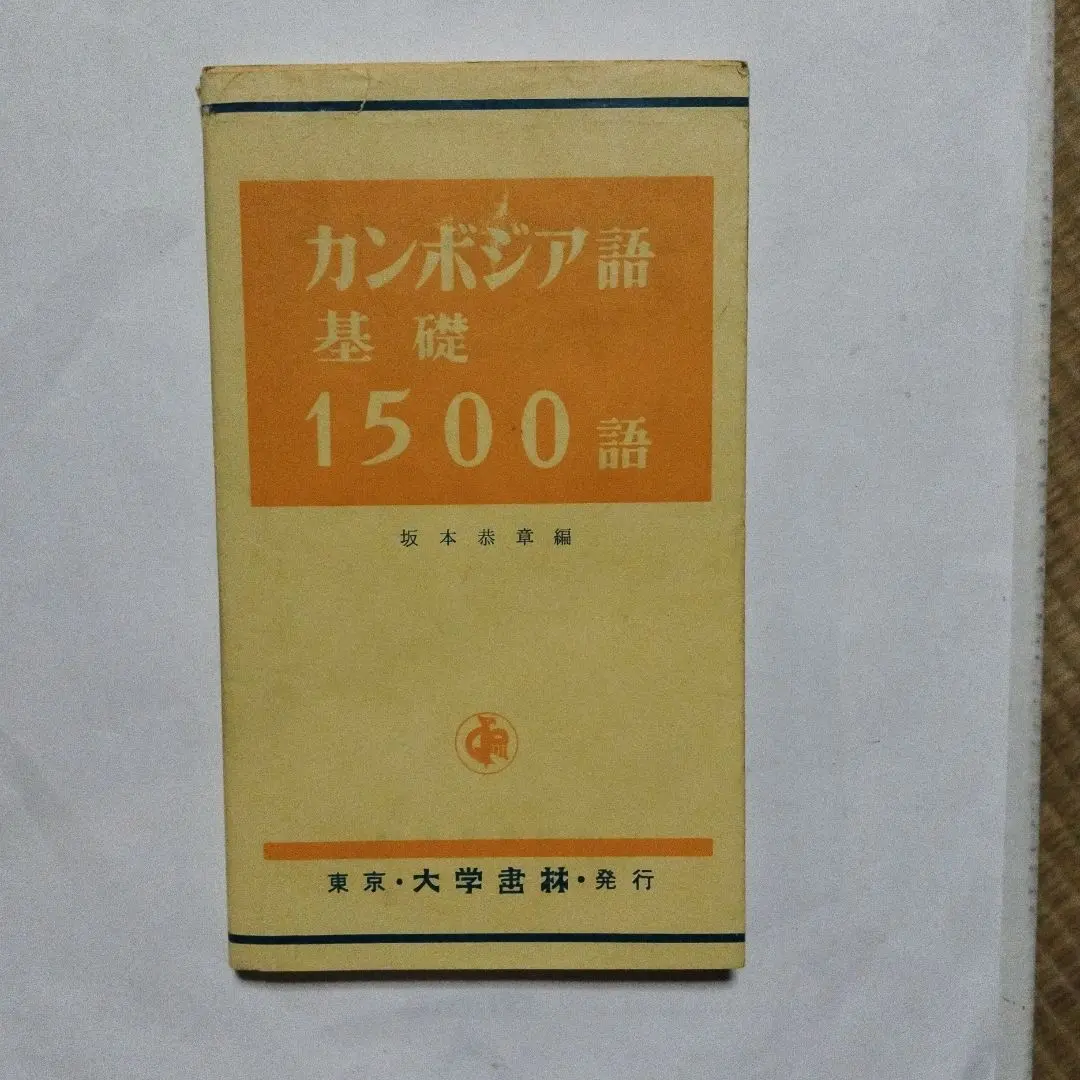 カンボジア語
基礎
1500語
坂本恭章編
東京・大学書林・発行